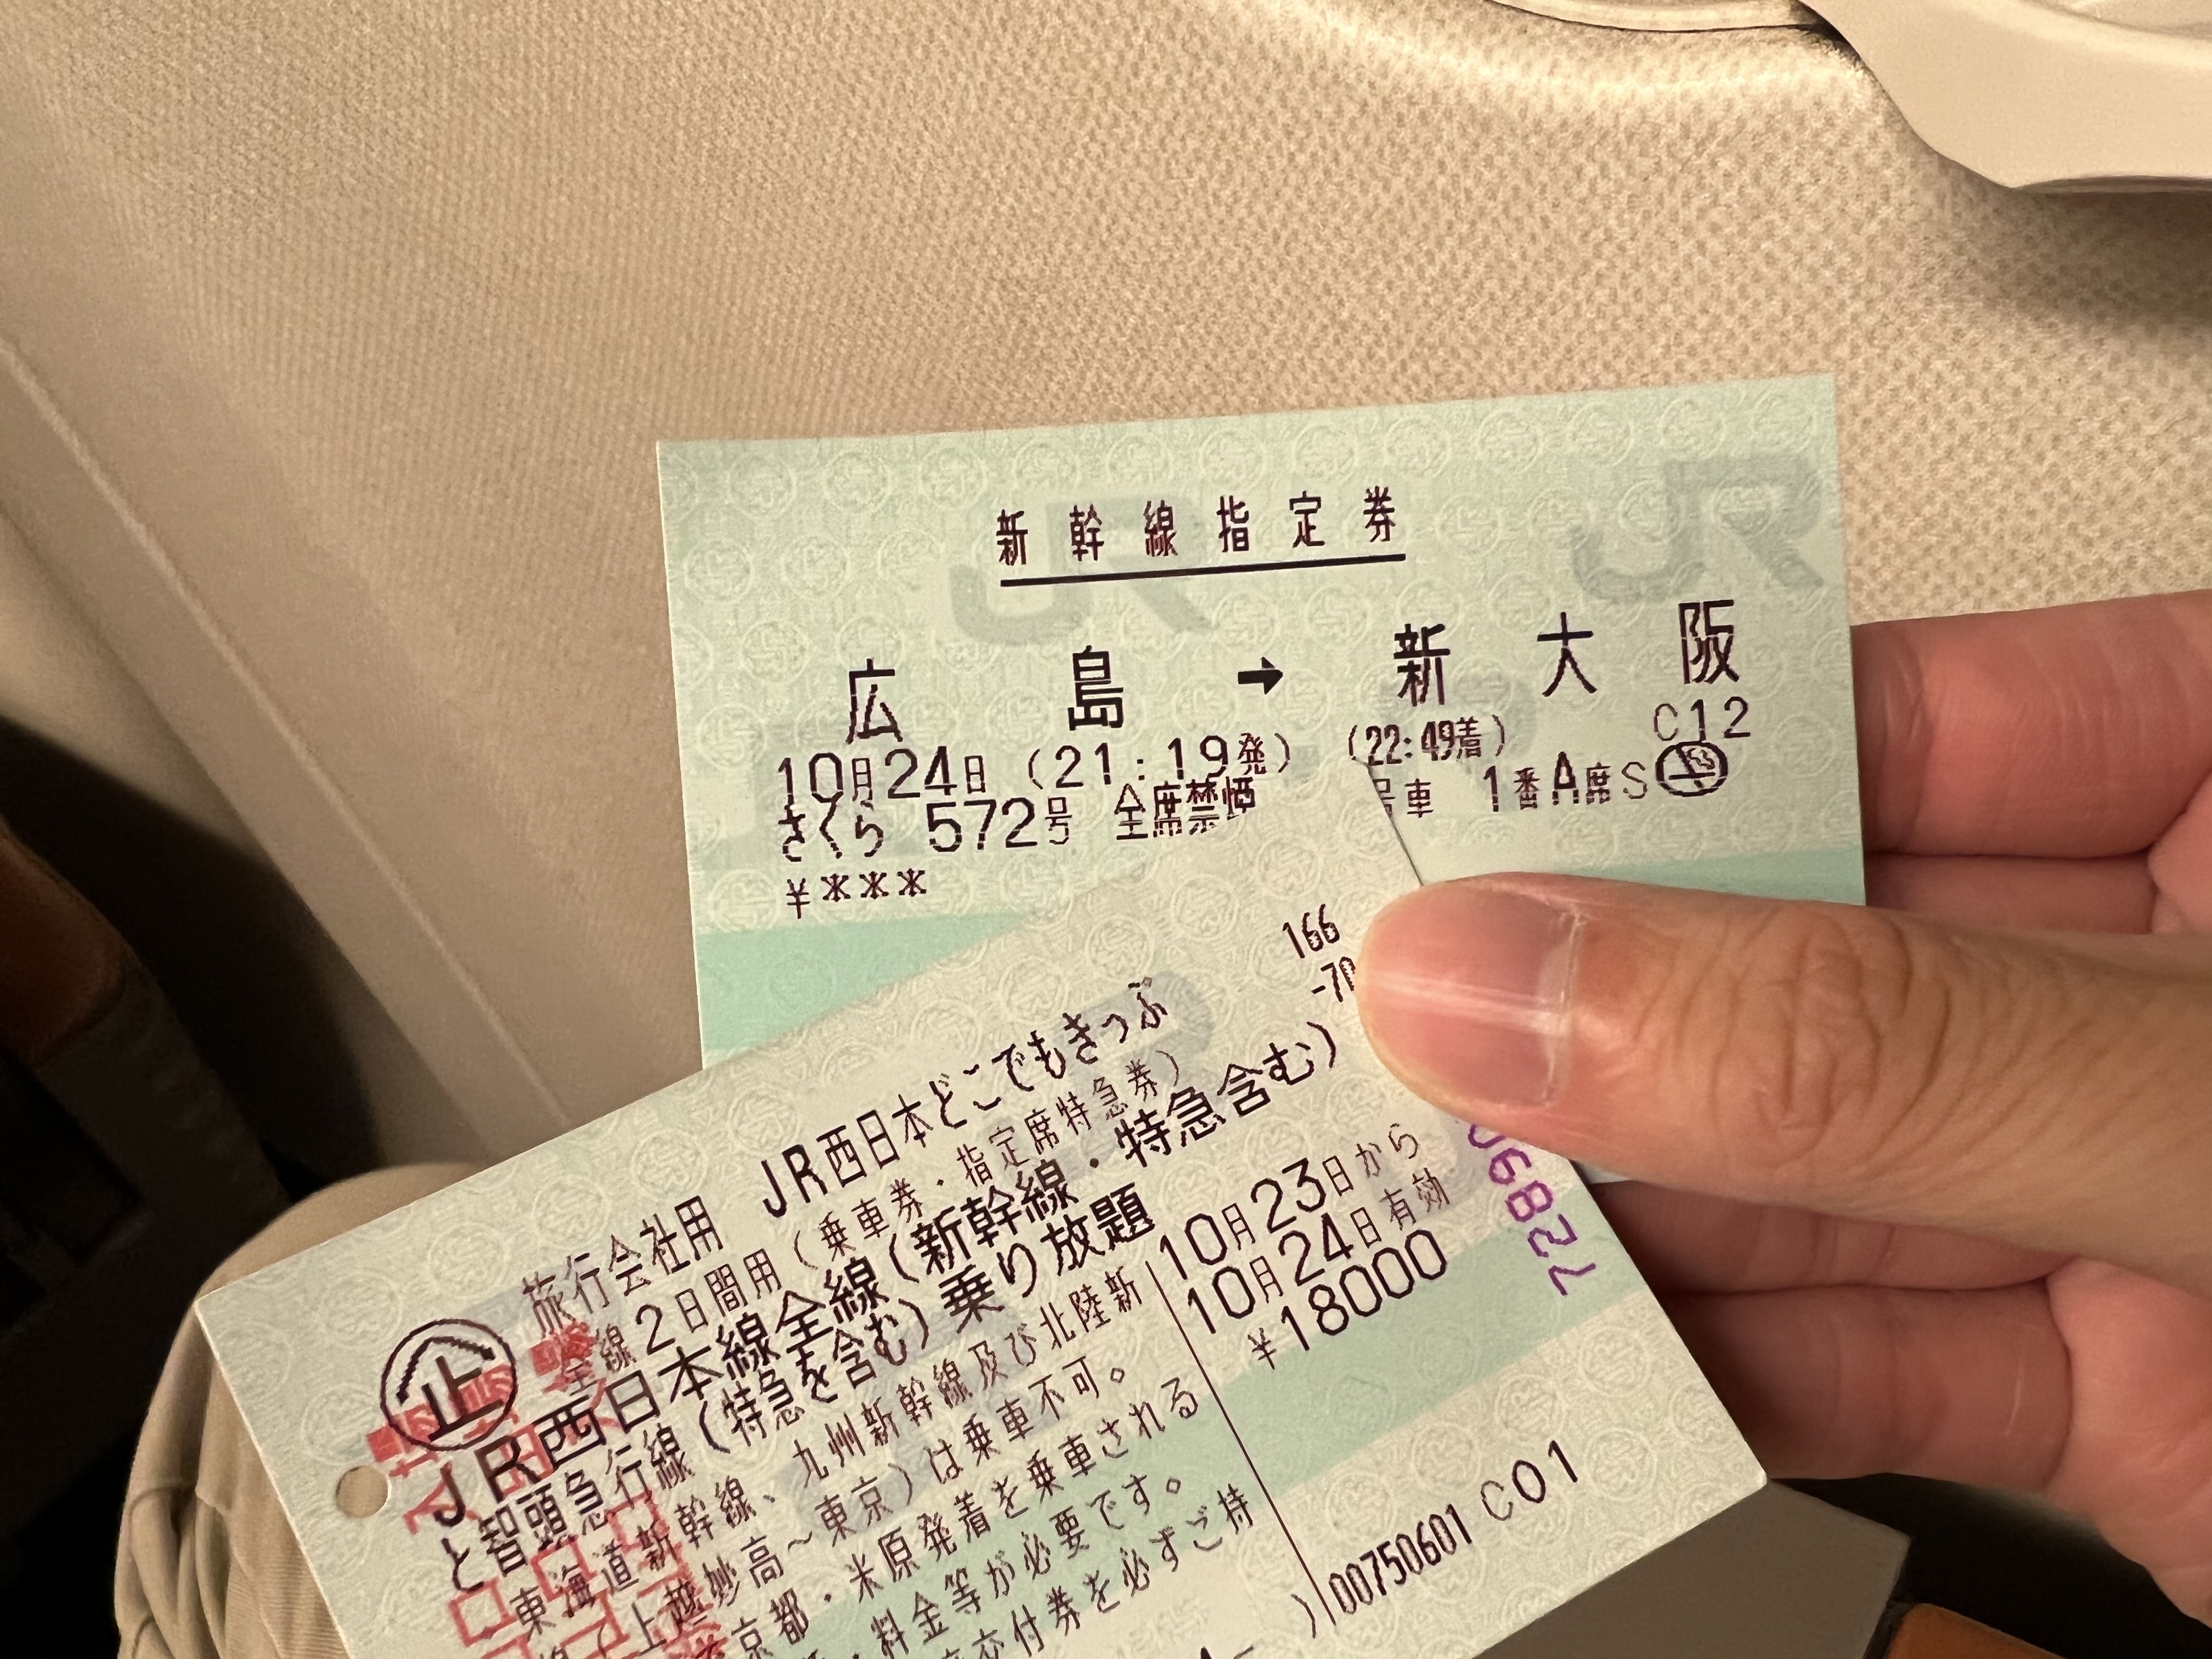 新幹線指定券
広島 → 新大阪
10月24日 (21:19発) (22:49着) C12
さくら 572号 全席禁煙 号車 1番A席S
¥***
166
-70
旅行会社用 JR西日本どこでもきっぷ
全線2日間用(乗車券・指定席特急券)
JR西日本線全線(新幹線・特急含む)
と智頭急行線(特急を含む)乗り放題
東海道新幹線、九州新幹線及び北陸新
上越妙高~東京)は乗車不可。
京都・米原発着を乗車される
料金等が必要です。
交付券を必ずご持
10月23日から
10月24日有効
¥18000
00750601 C01